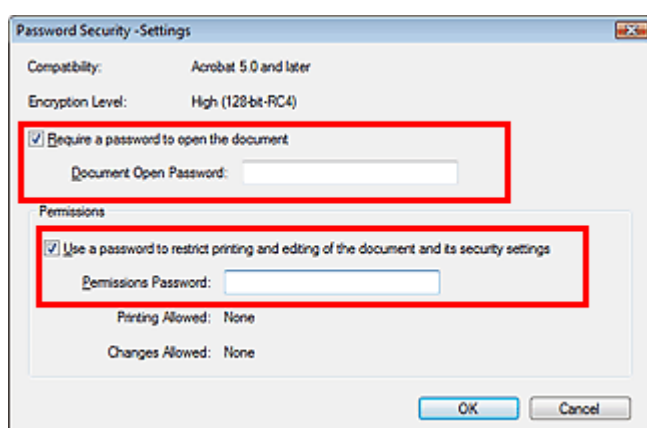 Password Security -Settings
Compatibility: Acrobat 5.0 and later
Encryption Level: High (128-bit-RC4)
Require a password to open the document
Document Open Password:
Permissions
Use a password to restrict printing and editing of the document and its security settings
Permissions Password:
Printing Allowed: None
Changes Allowed: None
OK Cancel